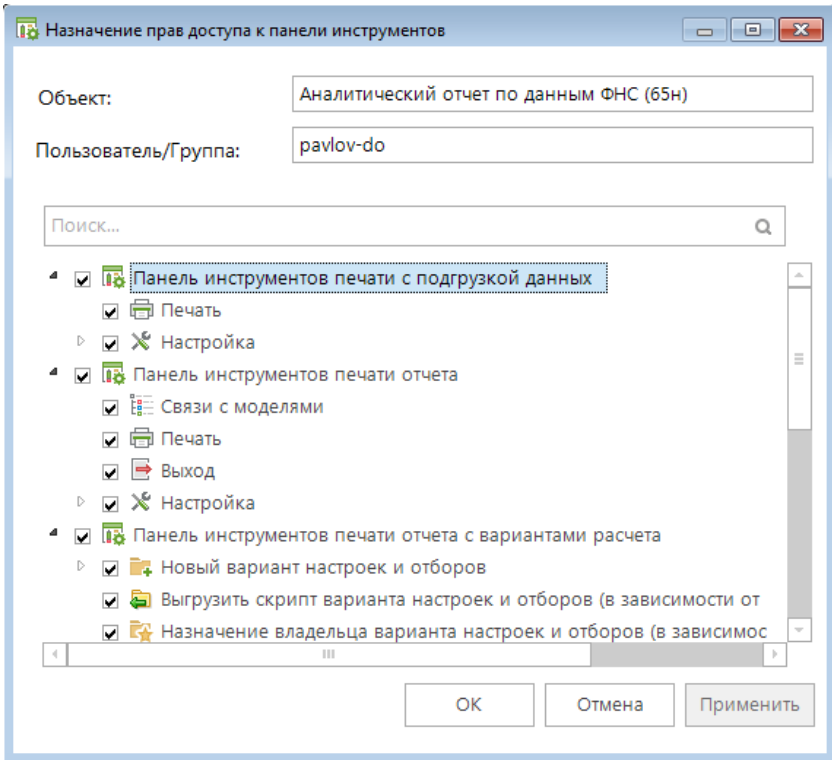 Назначение прав доступа к панели инструментов
Объект: Аналитический отчет по данным ФНС (65н)
Пользователь/Группа: pavlov-do
Поиск...
Панель инструментов печати с подгрузкой данных
Печать
Настройка
Панель инструментов печати отчета
Связи с моделями
Печать
Выход
Настройка
Панель инструментов печати отчета с вариантами расчета
Новый вариант настроек и отборов
Выгрузить скрипт варианта настроек и отборов (в зависимости от
Назначение владельца варианта настроек и отборов (в зависимос
ОК Отмена Применить